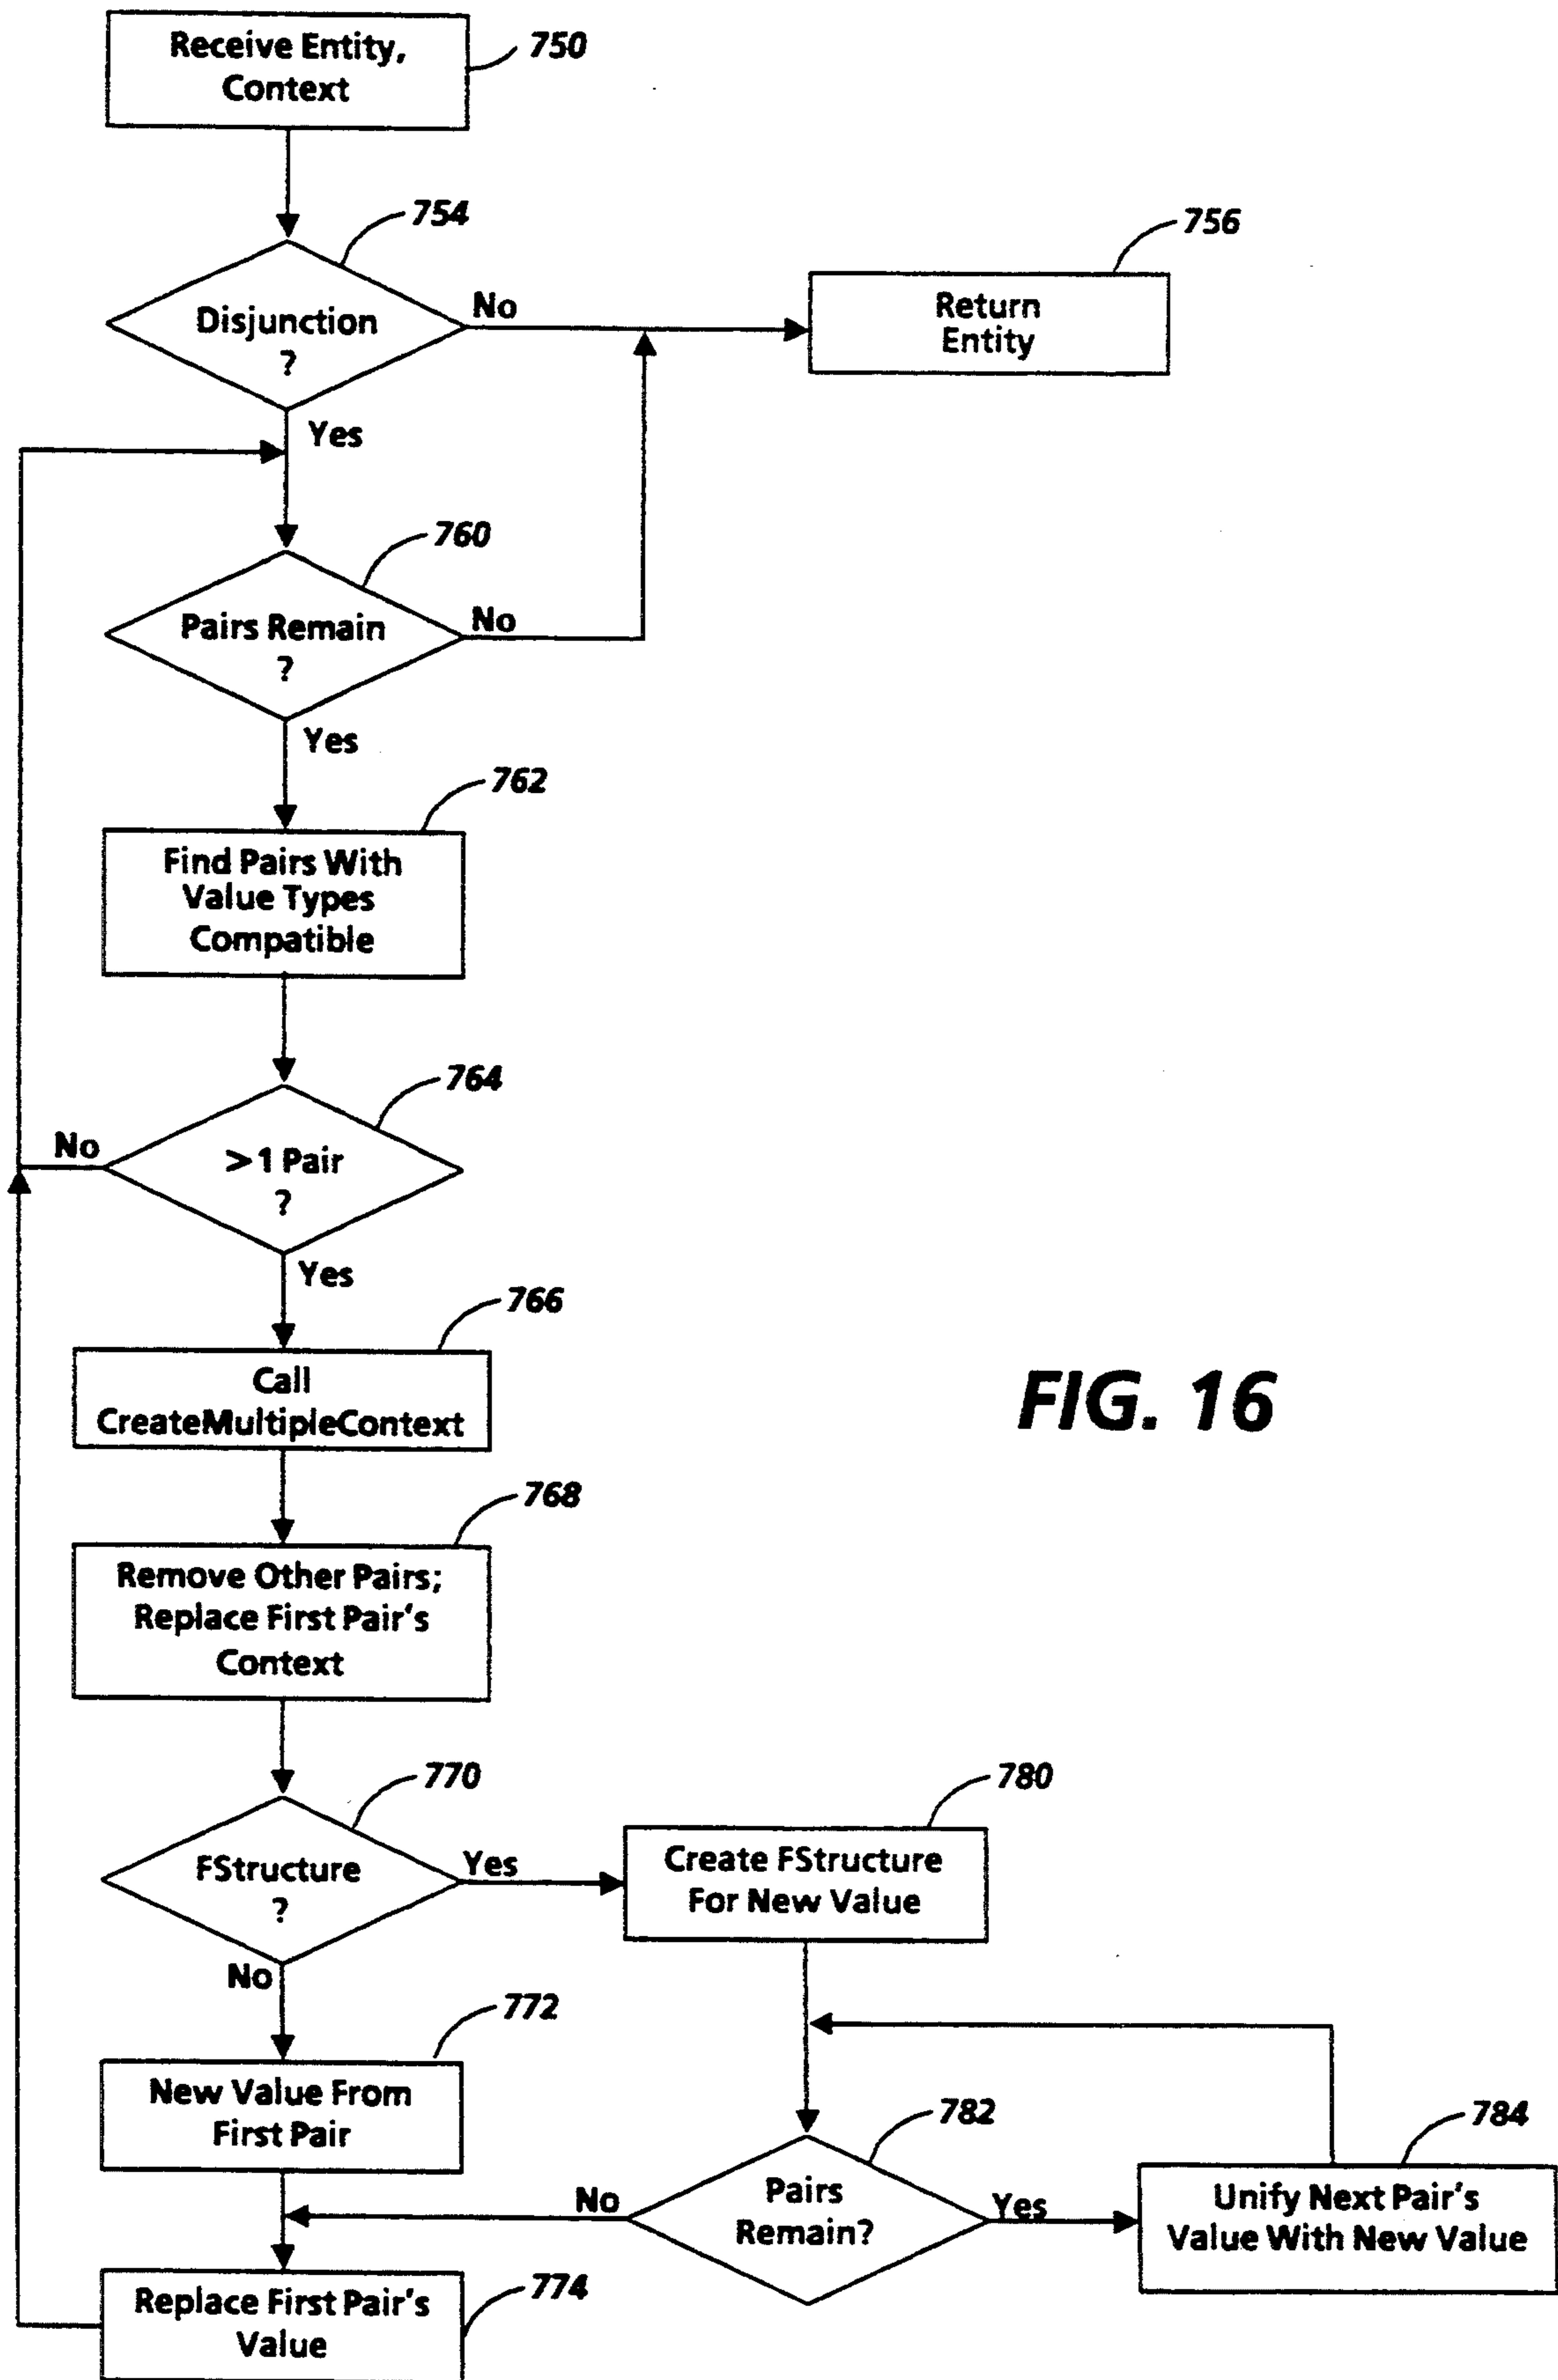 Receive Entity,
Context
750
754
Disjunction
?
No
Yes
756
Return
Entity
760
Pairs Remain
?
No
Yes
762
Find Pairs With
Value Types
Compatible
764
No
>1 Pair
?
Yes
766
Call
CreateMultipleContext
FIG. 16
768
Remove Other Pairs;
Replace First Pair's
Context
770
FStructure
?
Yes
No
780
Create FStructure
For New Value
772
New Value From
First Pair
782
Pairs
Remain?
No
Yes
784
Unify Next Pair's
Value With New Value
774
Replace First Pair's
Value